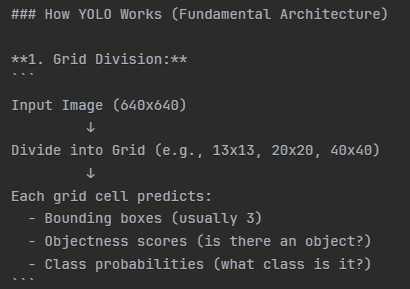 ### How YOLO Works (Fundamental Architecture)
**1. Grid Division:**
```
Input Image (640x640)
↓
Divide into Grid (e.g., 13x13, 20x20, 40x40)
↓
Each grid cell predicts:
- Bounding boxes (usually 3)
- Objectness scores (is there an object?)
- Class probabilities (what class is it?)
```